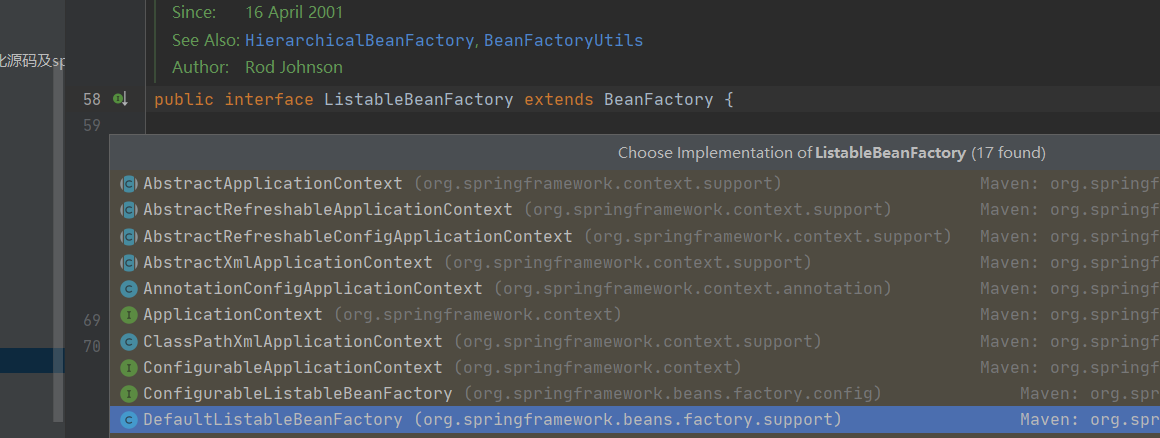 Since: 16 April 2001
See Also: HierarchicalBeanFactory, BeanFactoryUtils
化源码及sp
Author: Rod Johnson
58 public interface ListableBeanFactory extends BeanFactory {
59
Choose Implementation of ListableBeanFactory (17 found)
AbstractApplicationContext (org.springframework.context.support) Maven: org.springf
AbstractRefreshableApplicationContext (org.springframework.context.support) Maven: org.springf
AbstractRefreshableConfigApplicationContext (org.springframework.context.support) Maven: org.springf
AbstractXmlApplicationContext (org.springframework.context.support) Maven: org.springf
AnnotationConfigApplicationContext (org.springframework.context.annotation) Maven: org.springf
69 ApplicationContext (org.springframework.context) Maven: org.springf
70 ClassPathXmlApplicationContext (org.springframework.context.support) Maven: org.springf
ConfigurableApplicationContext (org.springframework.context) Maven: org.springf
ConfigurableListableBeanFactory (org.springframework.beans.factory.config) Maven: org.spr
DefaultListableBeanFactory (org.springframework.beans.factory.support) Maven: org.spr